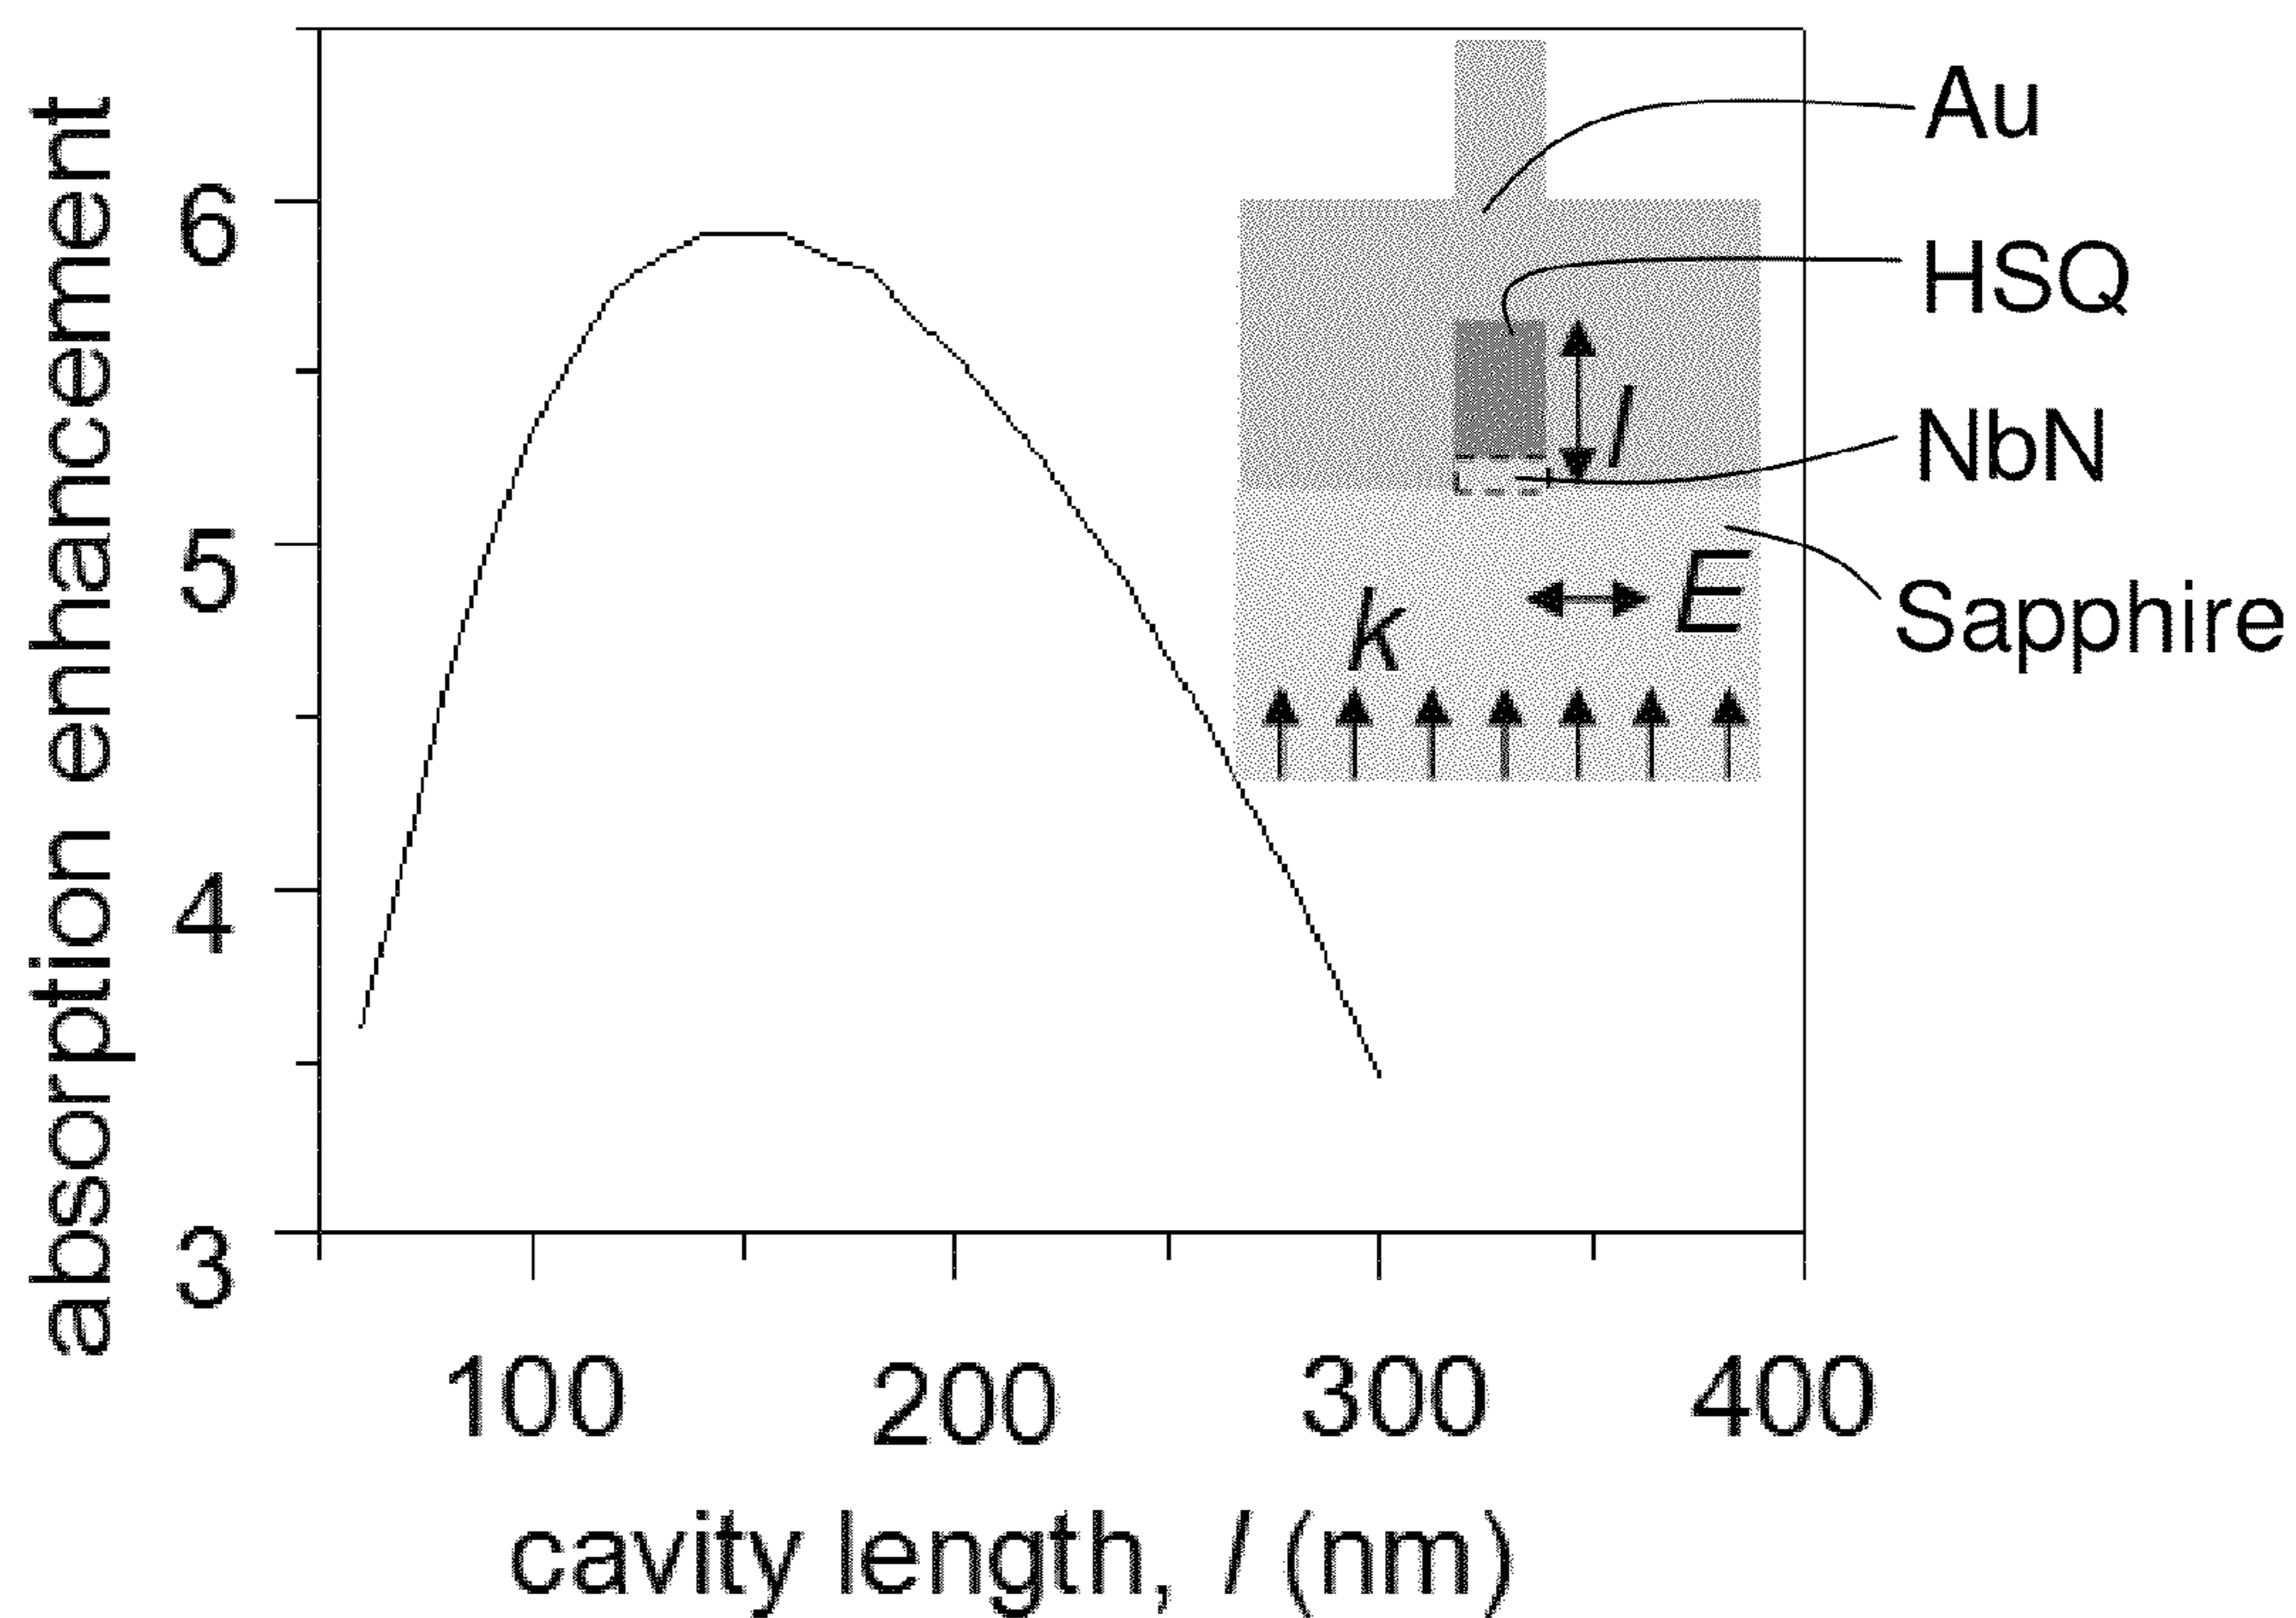 absorption enhancement
6
5
4
3
100 200 300 400
cavity length, l (nm)
Au
HSQ
NbN
Sapphire
l
E
k